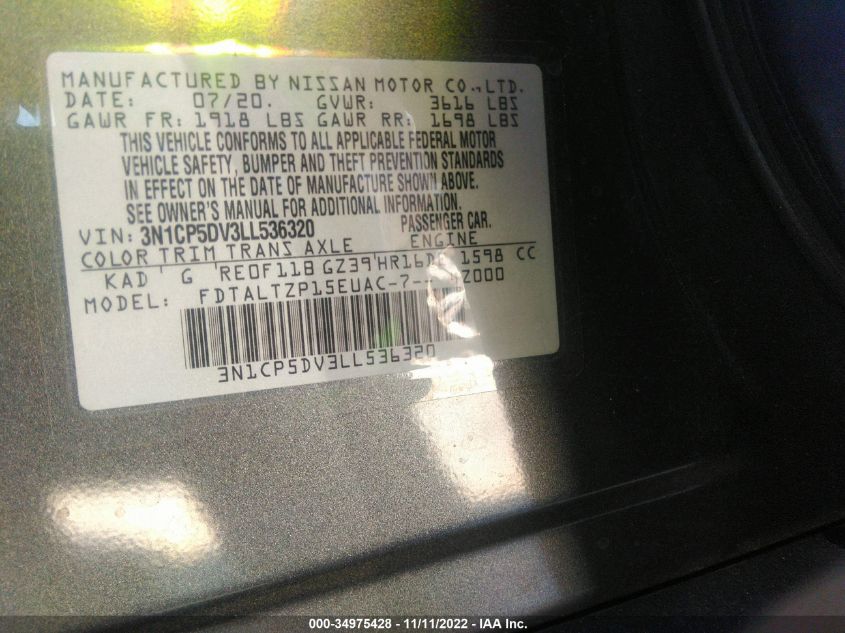 MANUFACTURED BY NISSAN MOTOR CO.,LTD.
DATE: 07/20. GVWR: 3616 LBS
GAWR FR: 1918 LBS GAWR RR: 1698 LBS
THIS VEHICLE CONFORMS TO ALL APPLICABLE FEDERAL MOTOR
VEHICLE SAFETY, BUMPER AND THEFT PREVENTION STANDARDS
IN EFFECT ON THE DATE OF MANUFACTURE SHOWN ABOVE.
SEE OWNER'S MANUAL FOR ADDITIONAL INFORMATION.
VIN: 3N1CP5DV3LL536320 PASSENGER CAR.
COLOR TRIM TRANS AXLE ENGINE
KAD G RE0F11B GZ39 1598 CC
MODEL: FDTALTZP15EUAC-7-
3N1CP5DV3LL536320
000-34975428 - 11/11/2022 - IAA Inc.